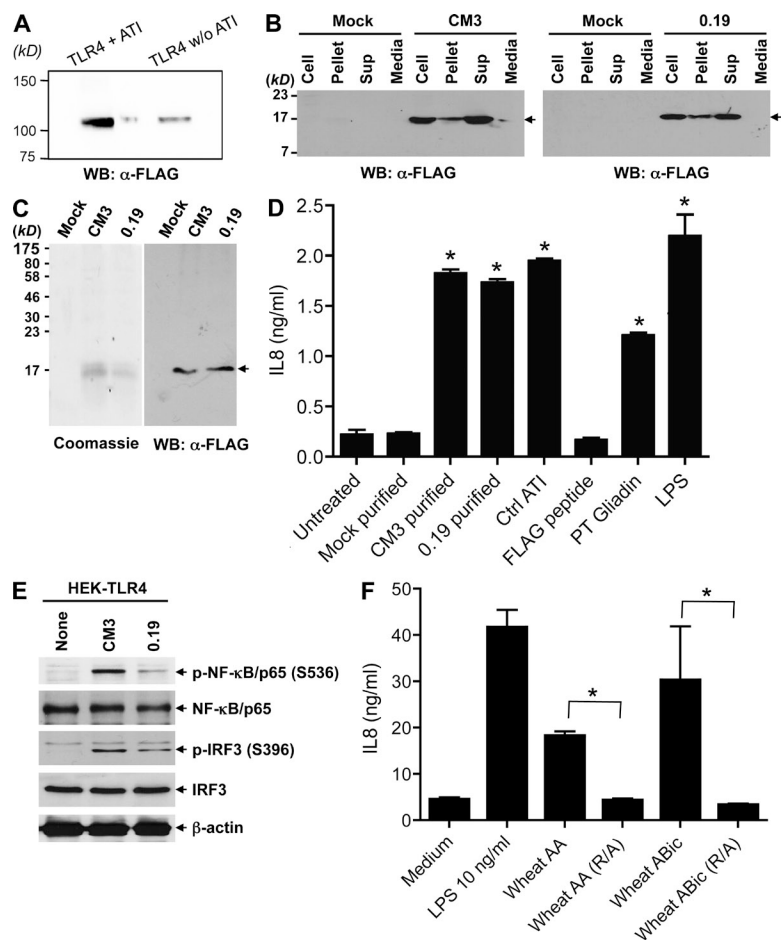 A
(kD)
TLR4 + ATI
TLR4 w/o ATI
150
100
75
WB: α-FLAG
B
Mock
CM3
Mock
0.19
(kD)
Cell
Pellet
Sup
Media
Cell
Pellet
Sup
Media
Cell
Pellet
Sup
Media
Cell
Pellet
Sup
Media
23
17
7
WB: α-FLAG
WB: α-FLAG
C
(kD)
Mock
CM3
0.19
Mock
CM3
0.19
175
80
58
46
30
23
17
Coomassie
WB: α-FLAG
D
IL8 (ng/ml)
2.5
2.0
1.5
1.0
0.5
0.0
*
*
*
*
*
Untreated
Mock purified
CM3 purified
0.19 purified
Ctrl ATI
FLAG peptide
PT Gliadin
LPS
E
HEK-TLR4
None
CM3
0.19
p-NF-κB/p65 (S536)
NF-κB/p65
p-IRF3 (S396)
IRF3
β-actin
F
IL8 (ng/ml)
50
40
30
20
10
0
*
*
Medium
LPS 10 ng/ml
Wheat AA
Wheat AA (R/A)
Wheat ABic
Wheat ABic (R/A)